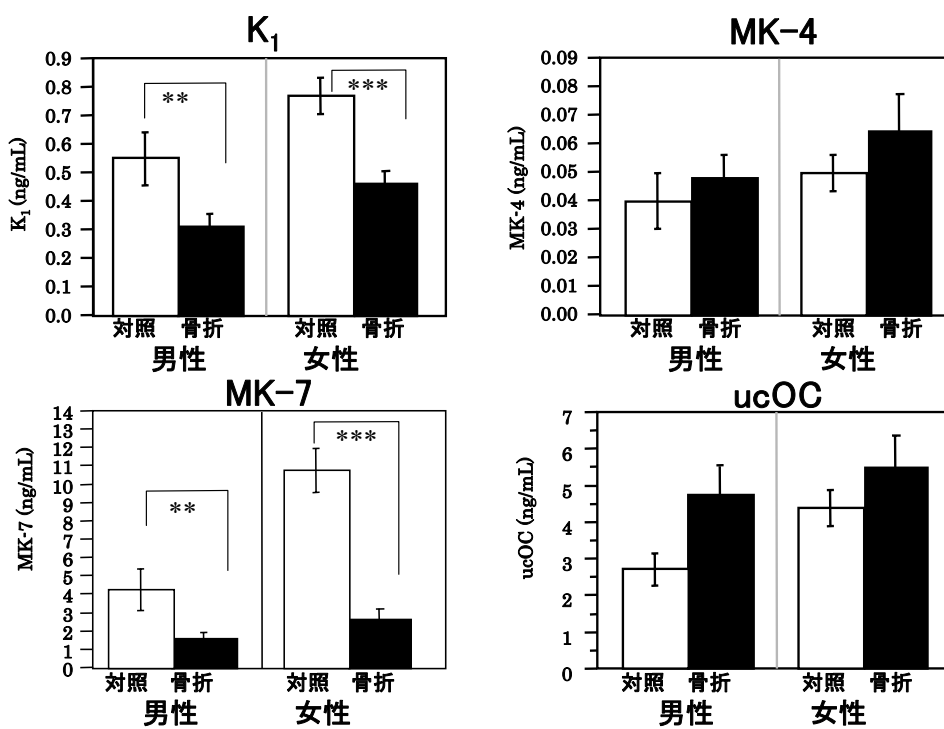 K₁
K₁ (ng/mL)
0.9
0.8
0.7
0.6
0.5
0.4
0.3
0.2
0.1
0.0
**
***
対照 骨折 対照 骨折
男性 女性
MK-4
MK-4 (ng/mL)
0.09
0.08
0.07
0.06
0.05
0.04
0.03
0.02
0.01
0.00
対照 骨折 対照 骨折
男性 女性
MK-7
MK-7 (ng/mL)
14
13
12
11
10
9
8
7
6
5
4
3
2
1
0
**
***
対照 骨折 対照 骨折
男性 女性
ucOC
ucOC (ng/mL)
7
6
5
4
3
2
1
0
対照 骨折 対照 骨折
男性 女性